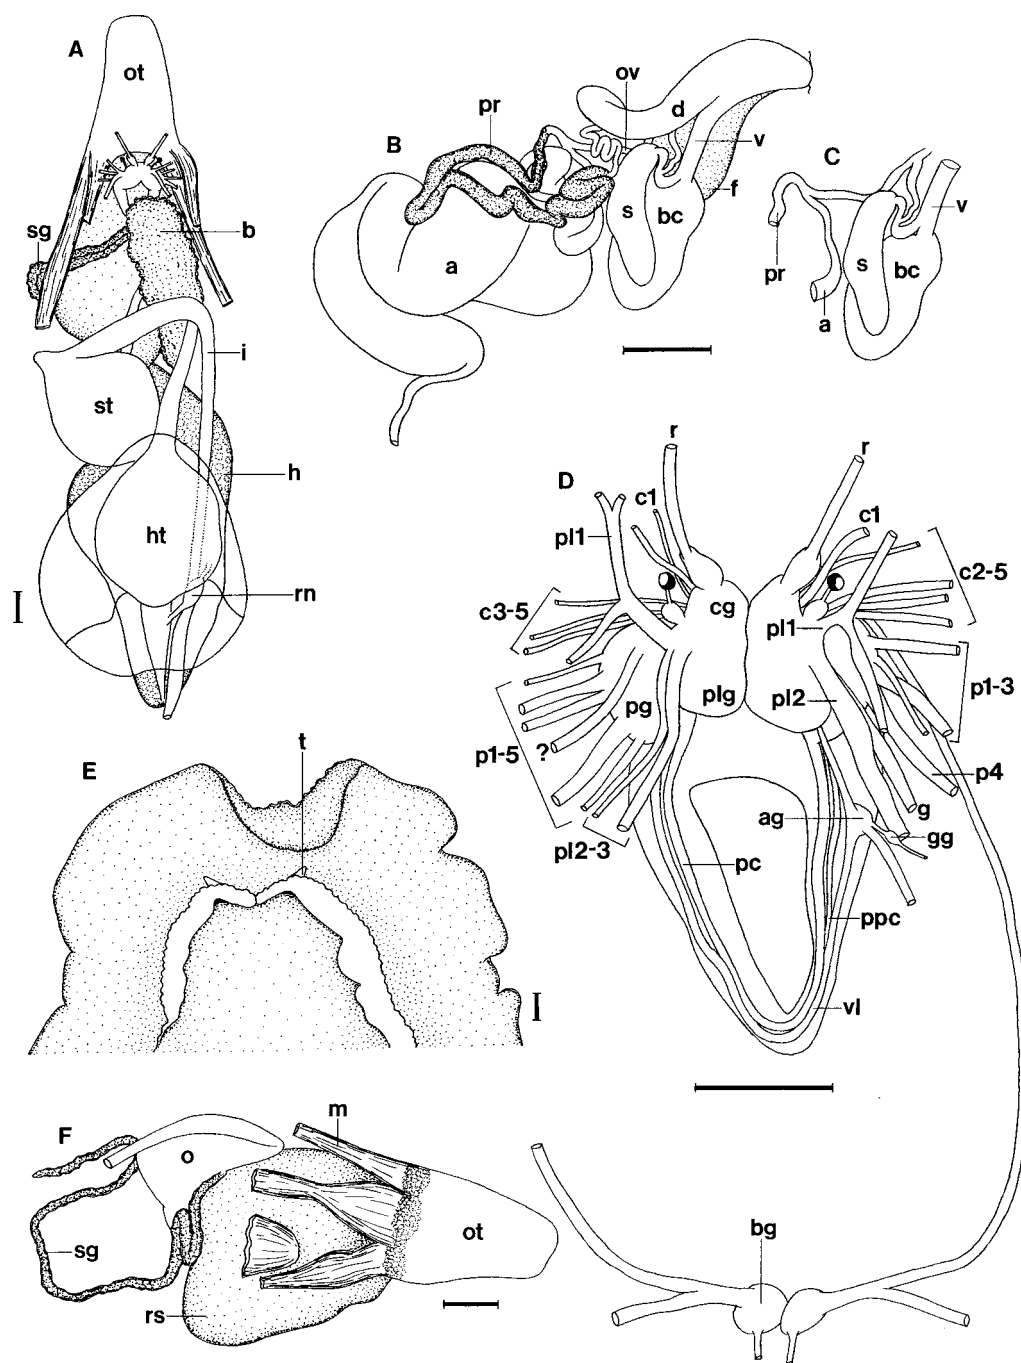 A
ot
sg
b
i
st
h
ht
rn
B
pr
ov
d
v
f
s
bc
a
C
v
s
bc
pr
a
D
r
r
c1
c1
pl1
c2-5
c3-5
cg
pl1
p1-3
pg
plg
pl2
p1-5
?
p4
pl2-3
ag
g
gg
pc
ppc
vl
bg
E
t
F
m
o
sg
ot
rs